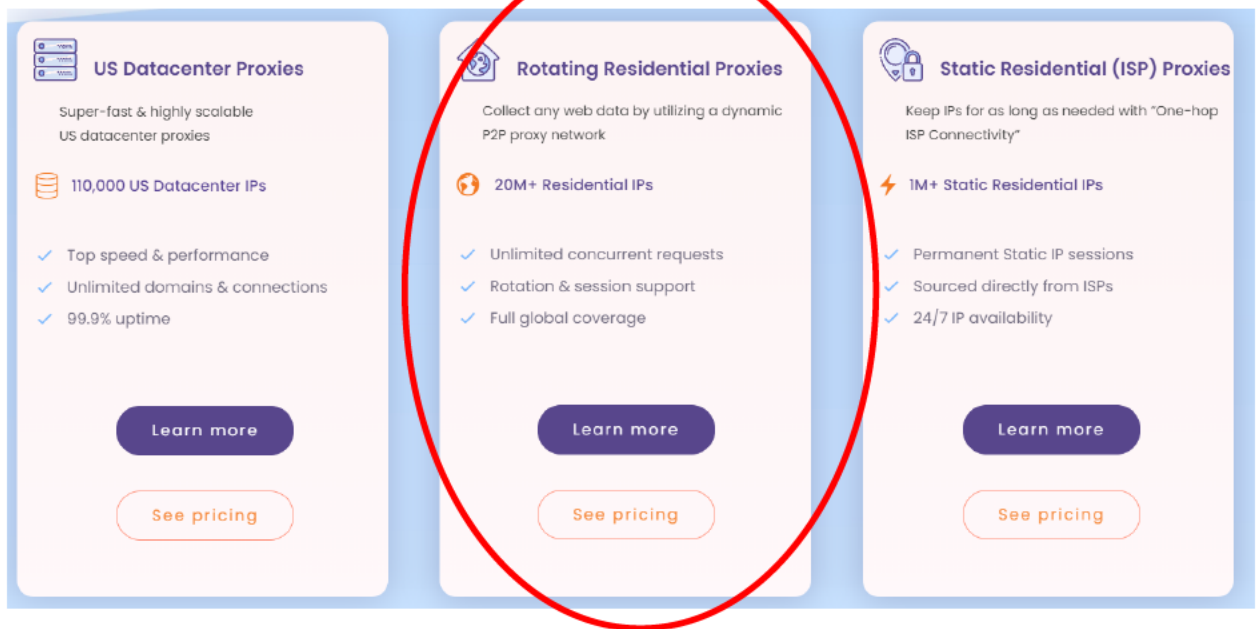 US Datacenter Proxies
Super-fast & highly scalable
US datacenter proxies
110,000 US Datacenter IPs
Top speed & performance
Unlimited domains & connections
99.9% uptime
Learn more
See pricing
Rotating Residential Proxies
Collect any web data by utilizing a dynamic
P2P proxy network
20M+ Residential IPs
Unlimited concurrent requests
Rotation & session support
Full global coverage
Learn more
See pricing
Static Residential (ISP) Proxies
Keep IPs for as long as needed with “One-hop
ISP Connectivity”
1M+ Static Residential IPs
Permanent Static IP sessions
Sourced directly from ISPs
24/7 IP availability
Learn more
See pricing